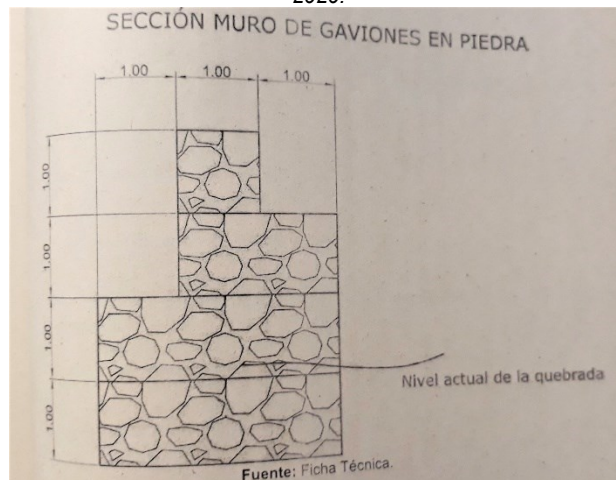 2020.
SECCIÓN MURO DE GAVIONES EN PIEDRA
1.00 1.00 1.00
1.00
1.00
1.00
1.00
Nivel actual de la quebrada
Fuente: Ficha Técnica.